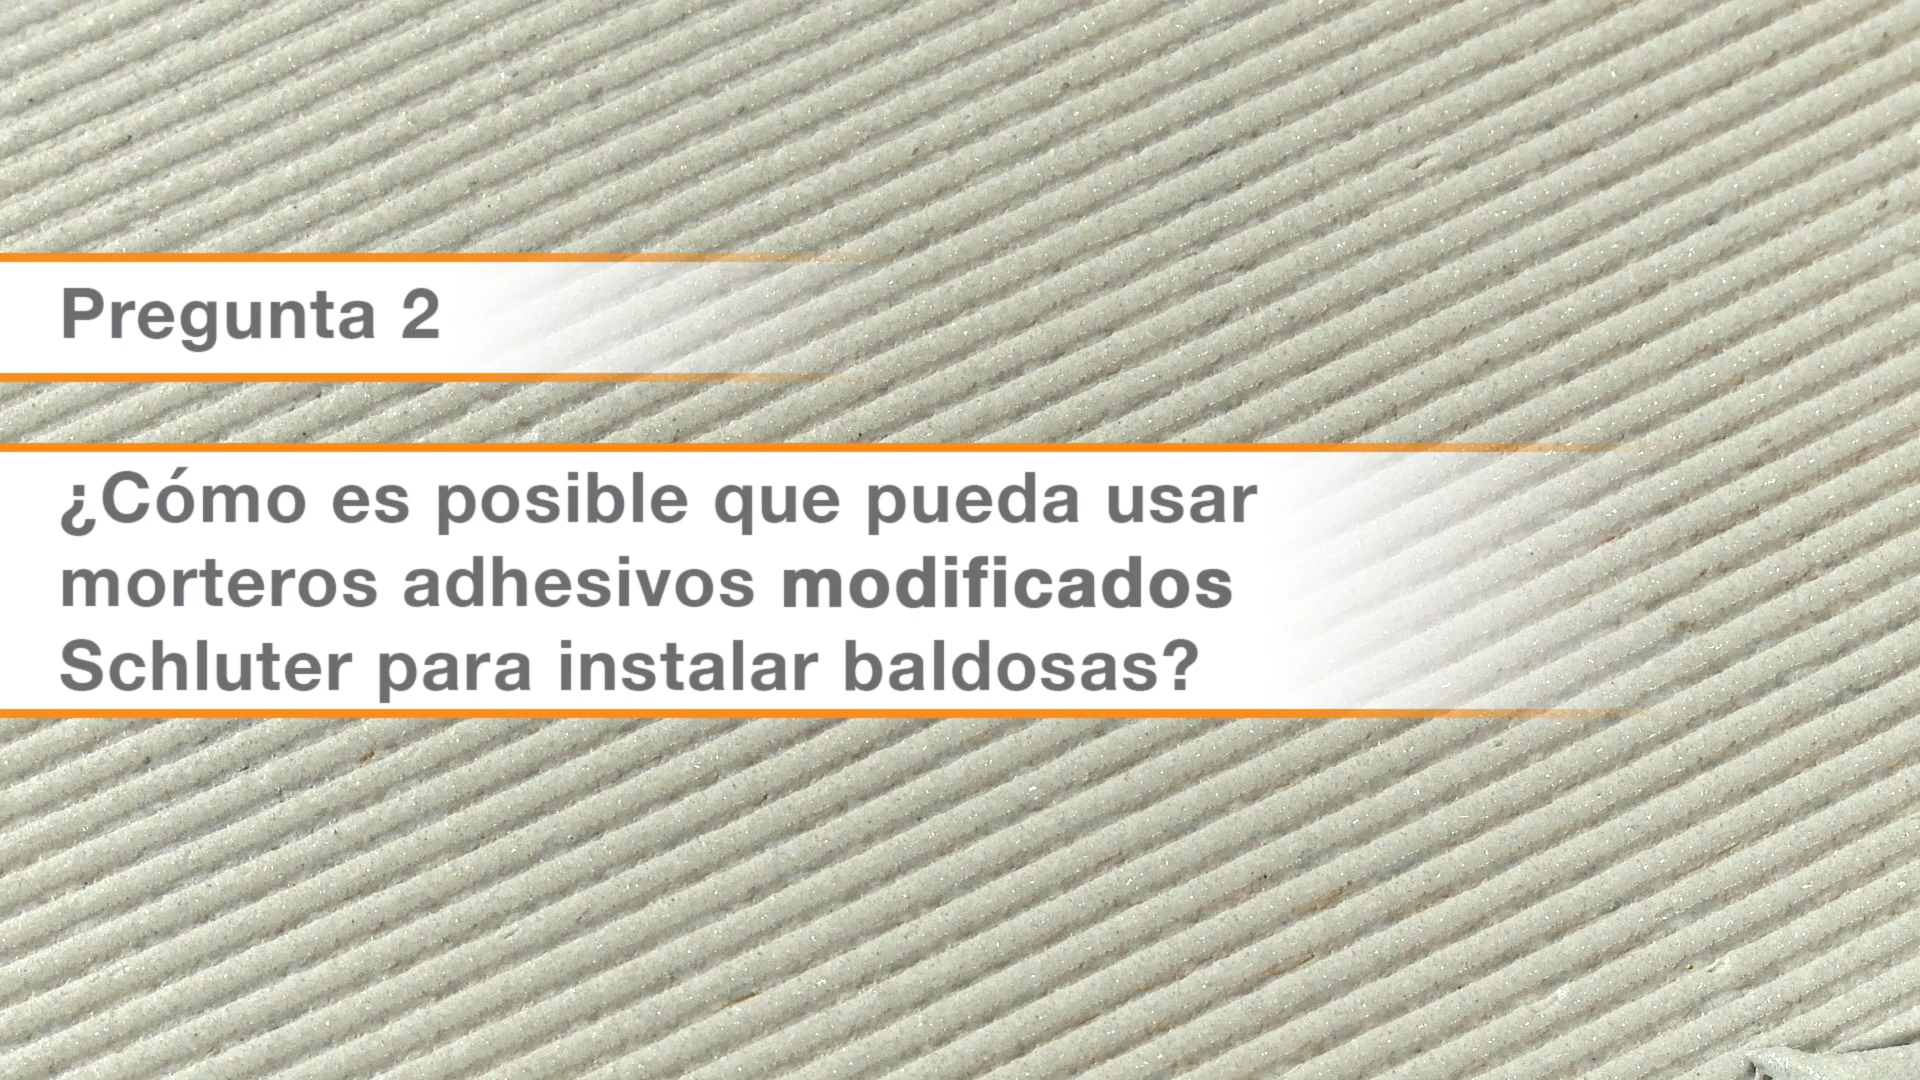 Pregunta 2
¿Cómo es posible que pueda usar
morteros adhesivos modificados
Schluter para instalar baldosas?